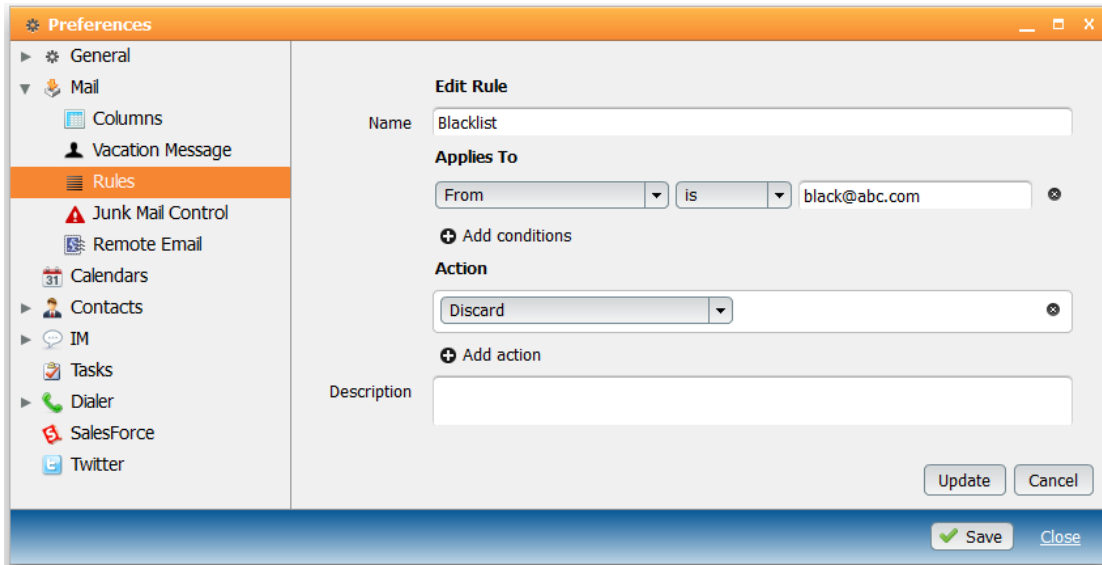 Preferences
General
Mail
Columns
Vacation Message
Rules
Junk Mail Control
Remote Email
31 Calendars
Contacts
IM
Tasks
Dialer
SalesForce
Twitter
Edit Rule
Name Blacklist
Applies To
From is black@abc.com
Add conditions
Action
Discard
Add action
Description
Update Cancel
Save Close